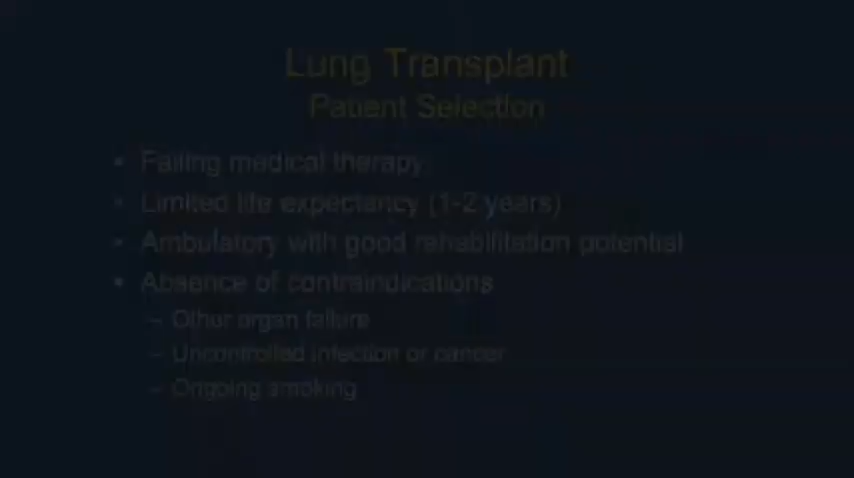 Lung Transplant
Patient Selection
• Failing medical therapy
• Limited life expectancy (1-2 years)
• Ambulatory with good rehabilitation potential
• Absence of contraindications
– Other organ failure
– Uncontrolled infection or cancer
– Ongoing smoking